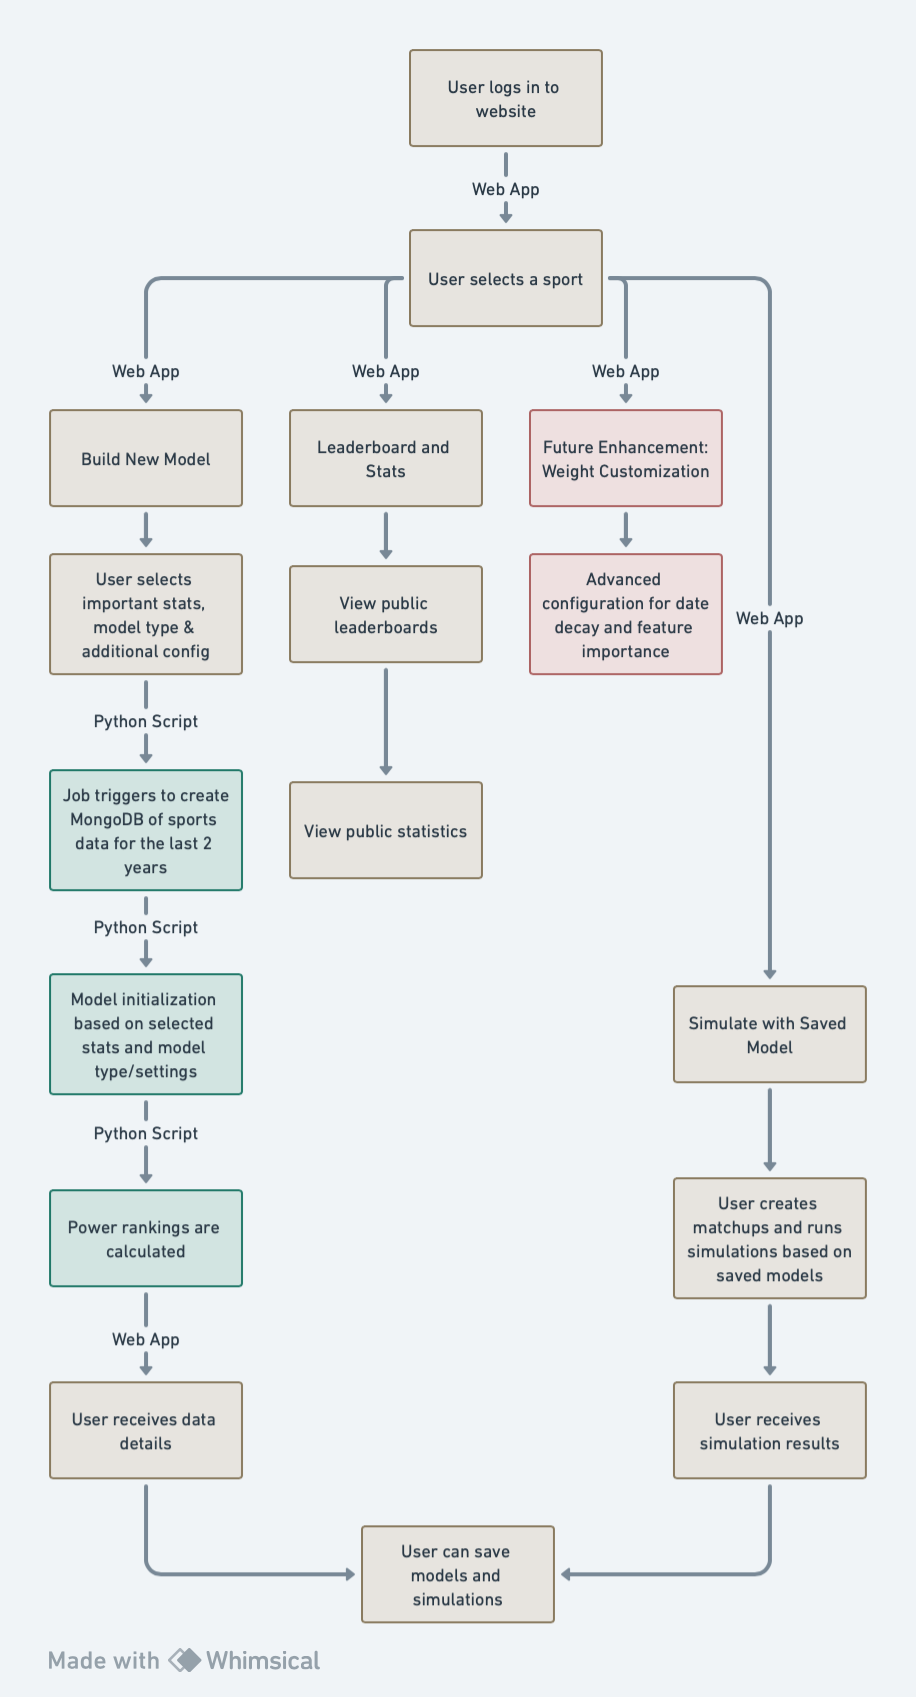 User logs in to
website
Web App
User selects a sport
Web App
Web App
Web App
Build New Model
Leaderboard and
Stats
Future Enhancement:
Weight Customization
User selects
important stats,
model type &
additional config
View public
leaderboards
Advanced
configuration for date
decay and feature
importance
Web App
Python Script
Job triggers to create
MongoDB of sports
data for the last 2
years
View public statistics
Python Script
Model initialization
based on selected
stats and model
type/settings
Simulate with Saved
Model
Python Script
Power rankings are
calculated
User creates
matchups and runs
simulations based on
saved models
Web App
User receives data
details
User receives
simulation results
User can save
models and
simulations
Made with Whimsical